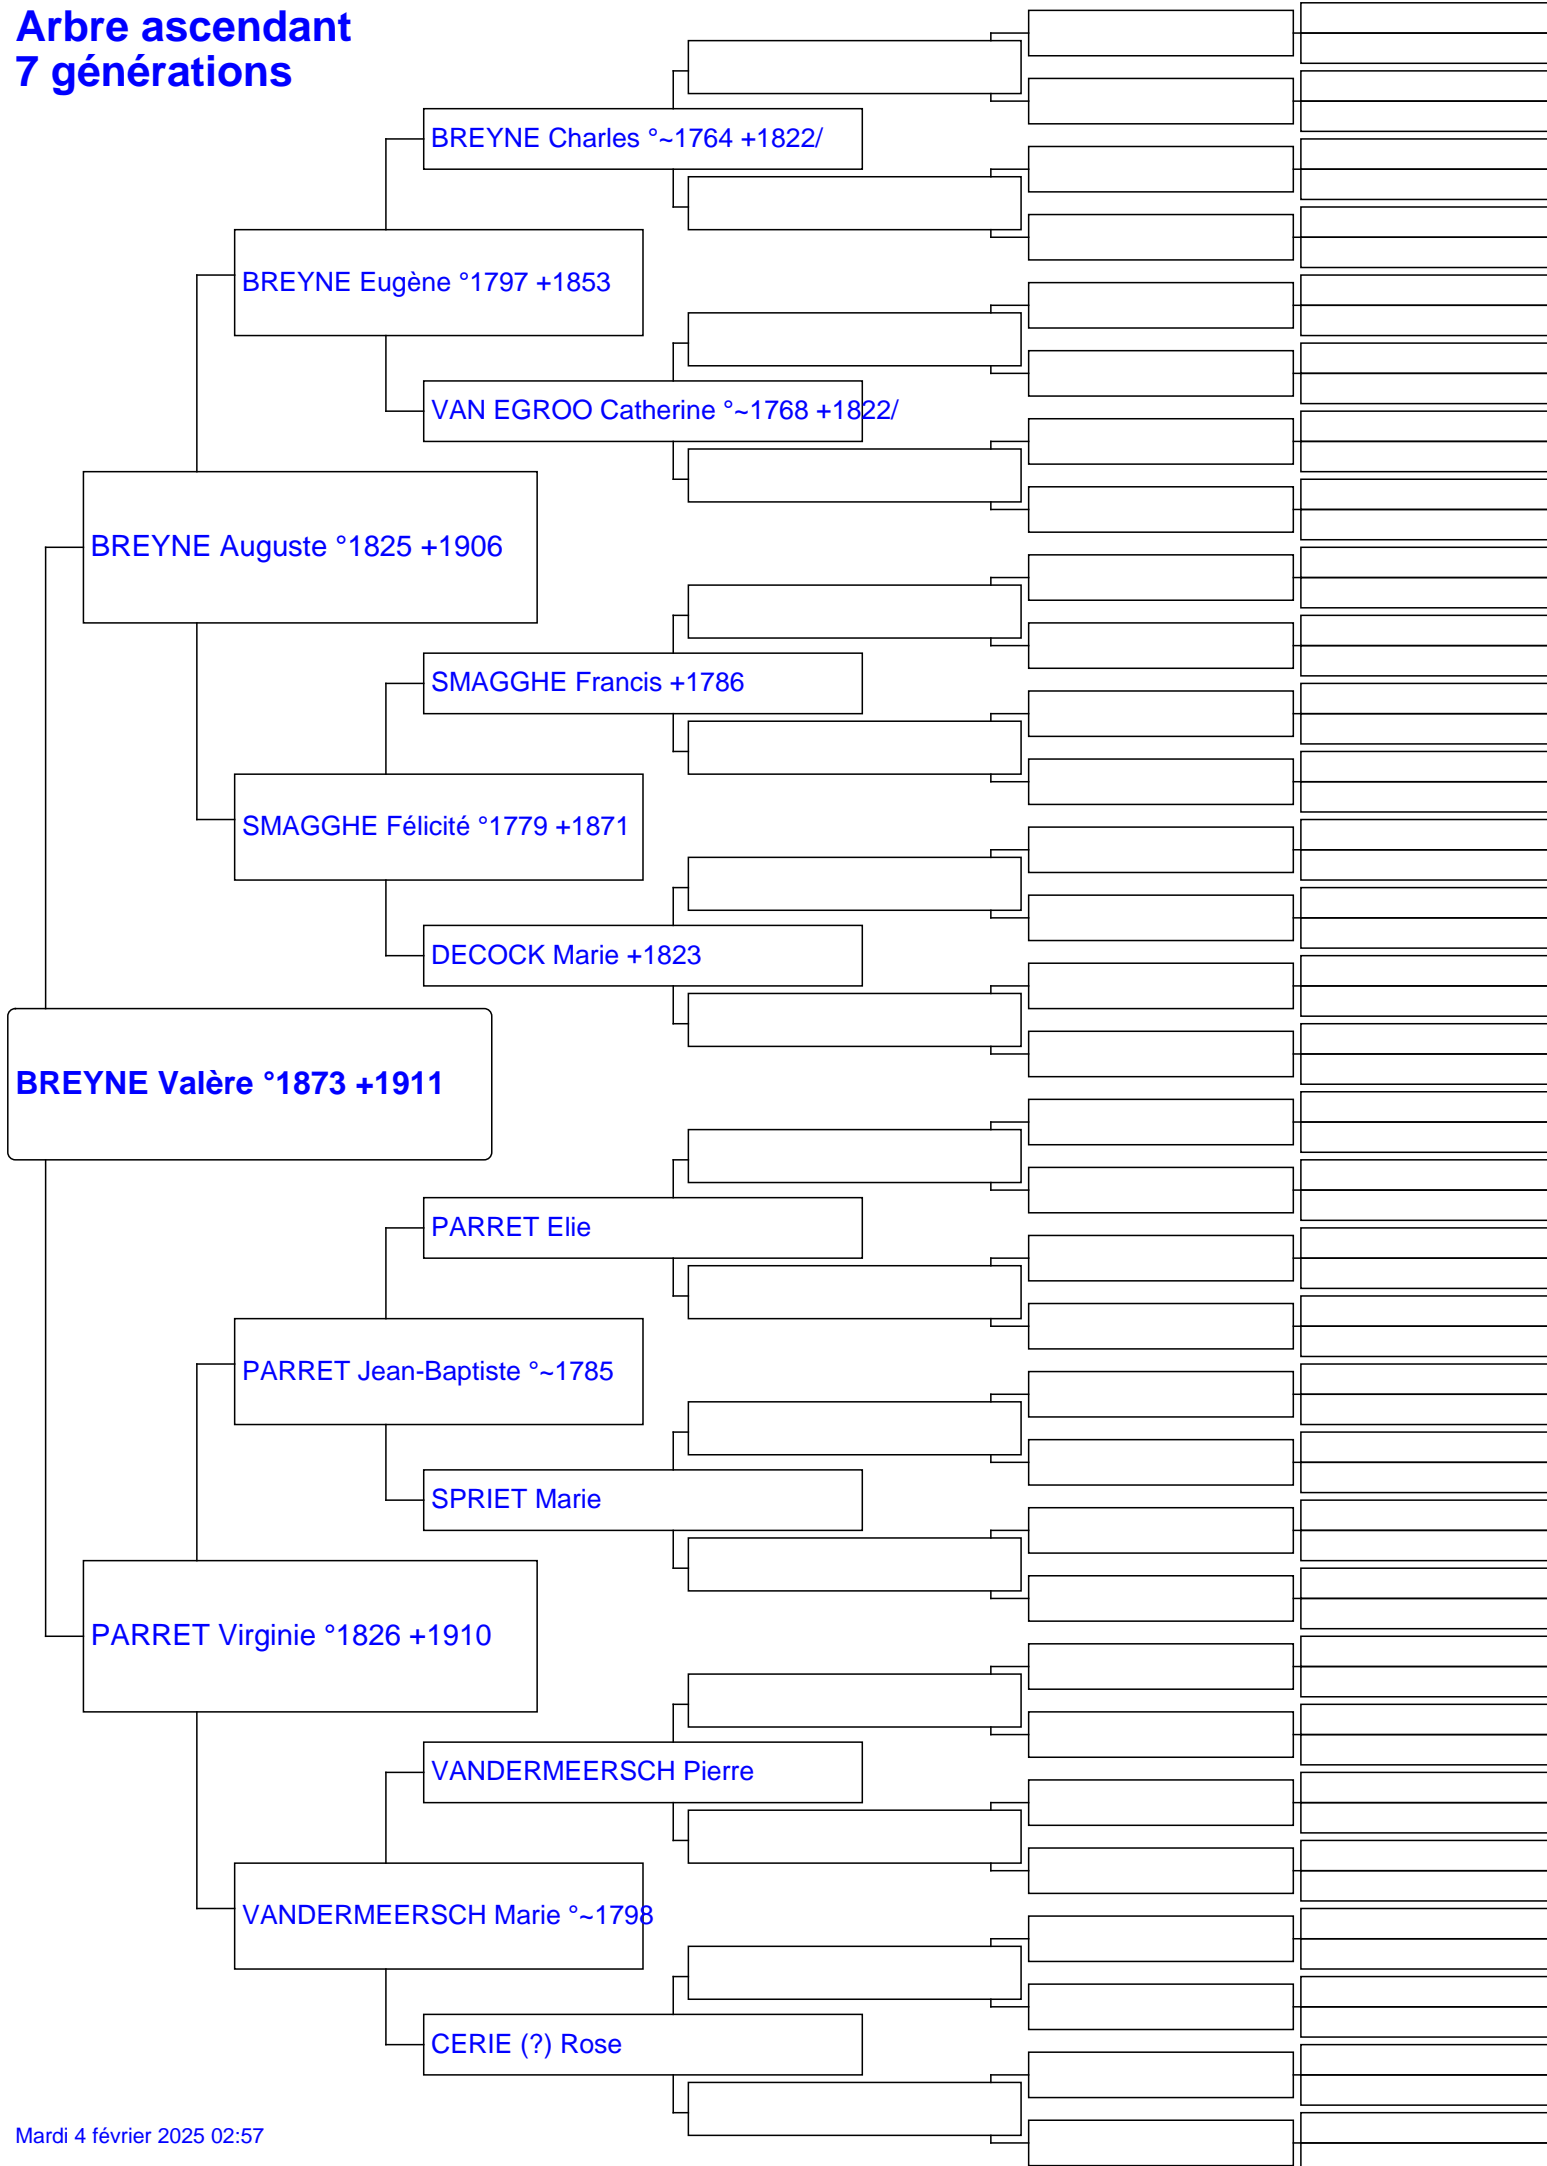 Arbre ascendant
7 générations
BREYNE Charles °~1764 +1822/
BREYNE Eugène °1797 +1853
VAN EGROO Catherine °~1768 +1822/
BREYNE Auguste °1825 +1906
SMAGGHE Francis +1786
SMAGGHE Félicité °1779 +1871
DECOCK Marie +1823
BREYNE Valère °1873 +1911
PARRET Elie
PARRET Jean-Baptiste °~1785
SPRIET Marie
PARRET Virginie °1826 +1910
VANDERMEERSCH Pierre
VANDERMEERSCH Marie °~1798
CERIE (?) Rose
Mardi 4 février 2025 02:57